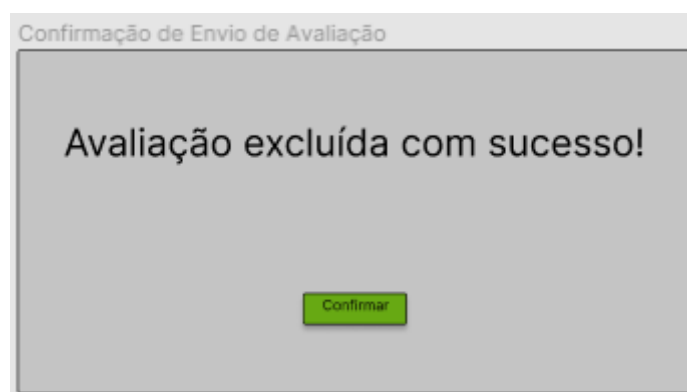 Confirmação de Envio de Avaliação
Avaliação excluída com sucesso!
Confirmar